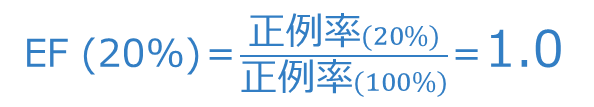 EF (20%) = 正例率(20%) / 正例率(100%) = 1.0